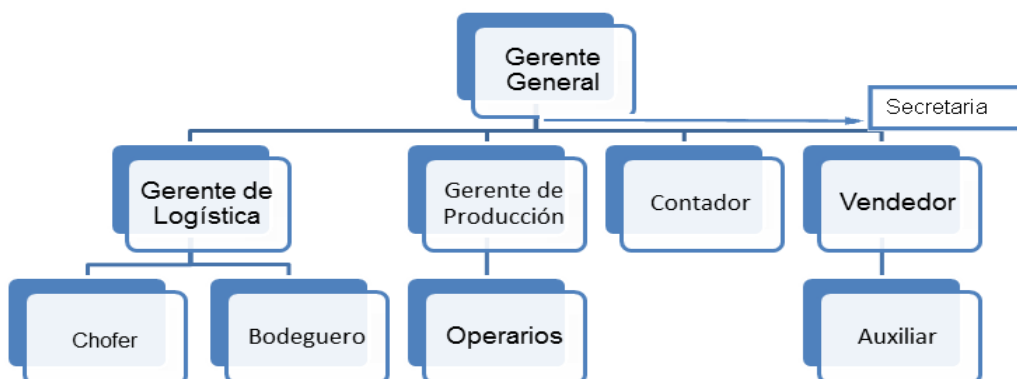 Gerente
General
Secretaria
Gerente de
Logística
Gerente de
Producción
Contador
Vendedor
Chofer
Bodeguero
Operarios
Auxiliar